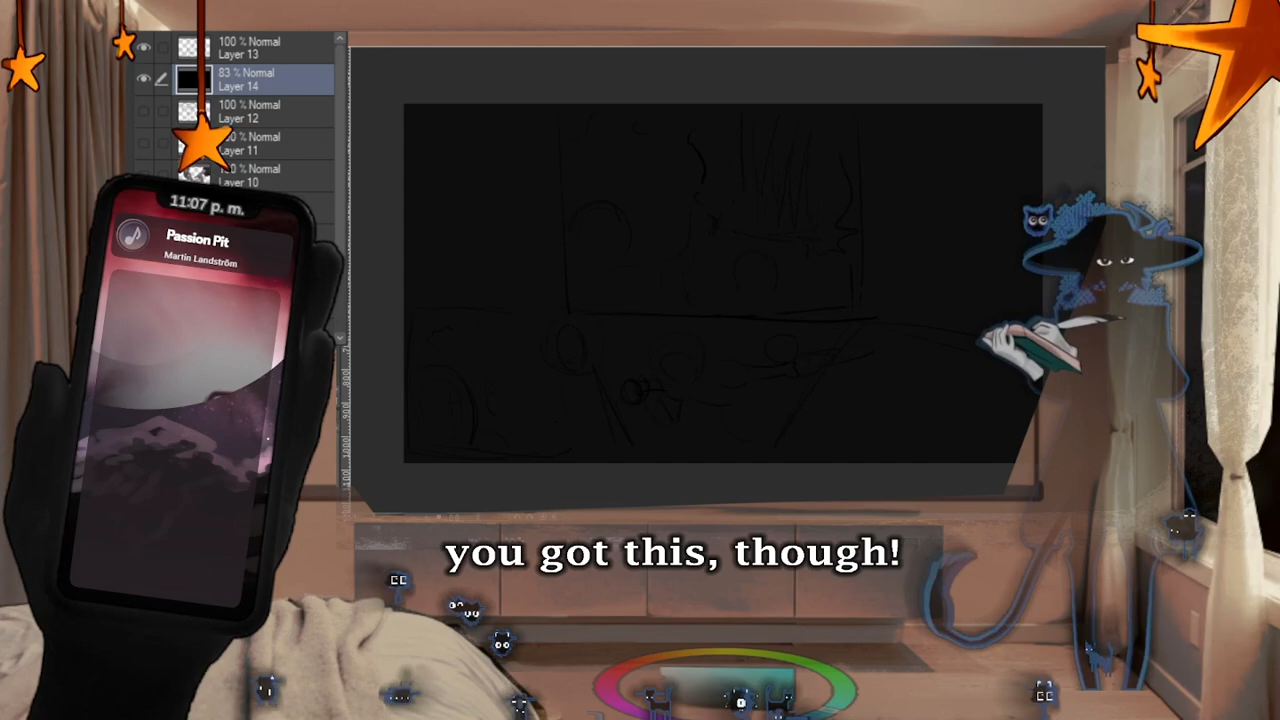 100 % Normal
Layer 13
83 % Normal
Layer 14
100 % Normal
Layer 12
% Normal
Layer 11
% Normal
Layer 10
11:07 p. m.
Passion Pit
Martin Landström
you got this, though!